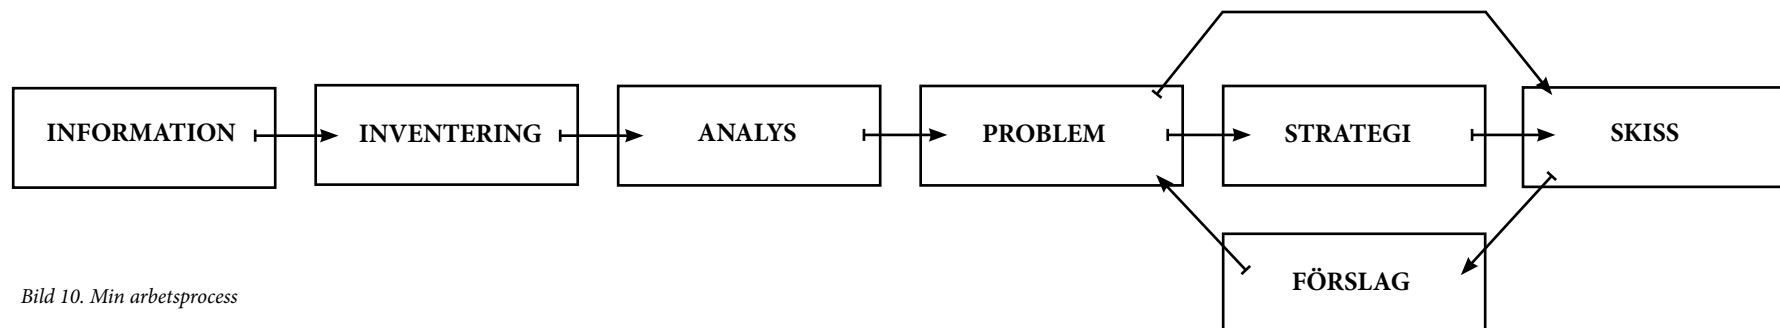 INFORMATION
INVENTERING
ANALYS
PROBLEM
STRATEGI
SKISS
FÖRSLAG
Bild 10. Min arbetsprocess